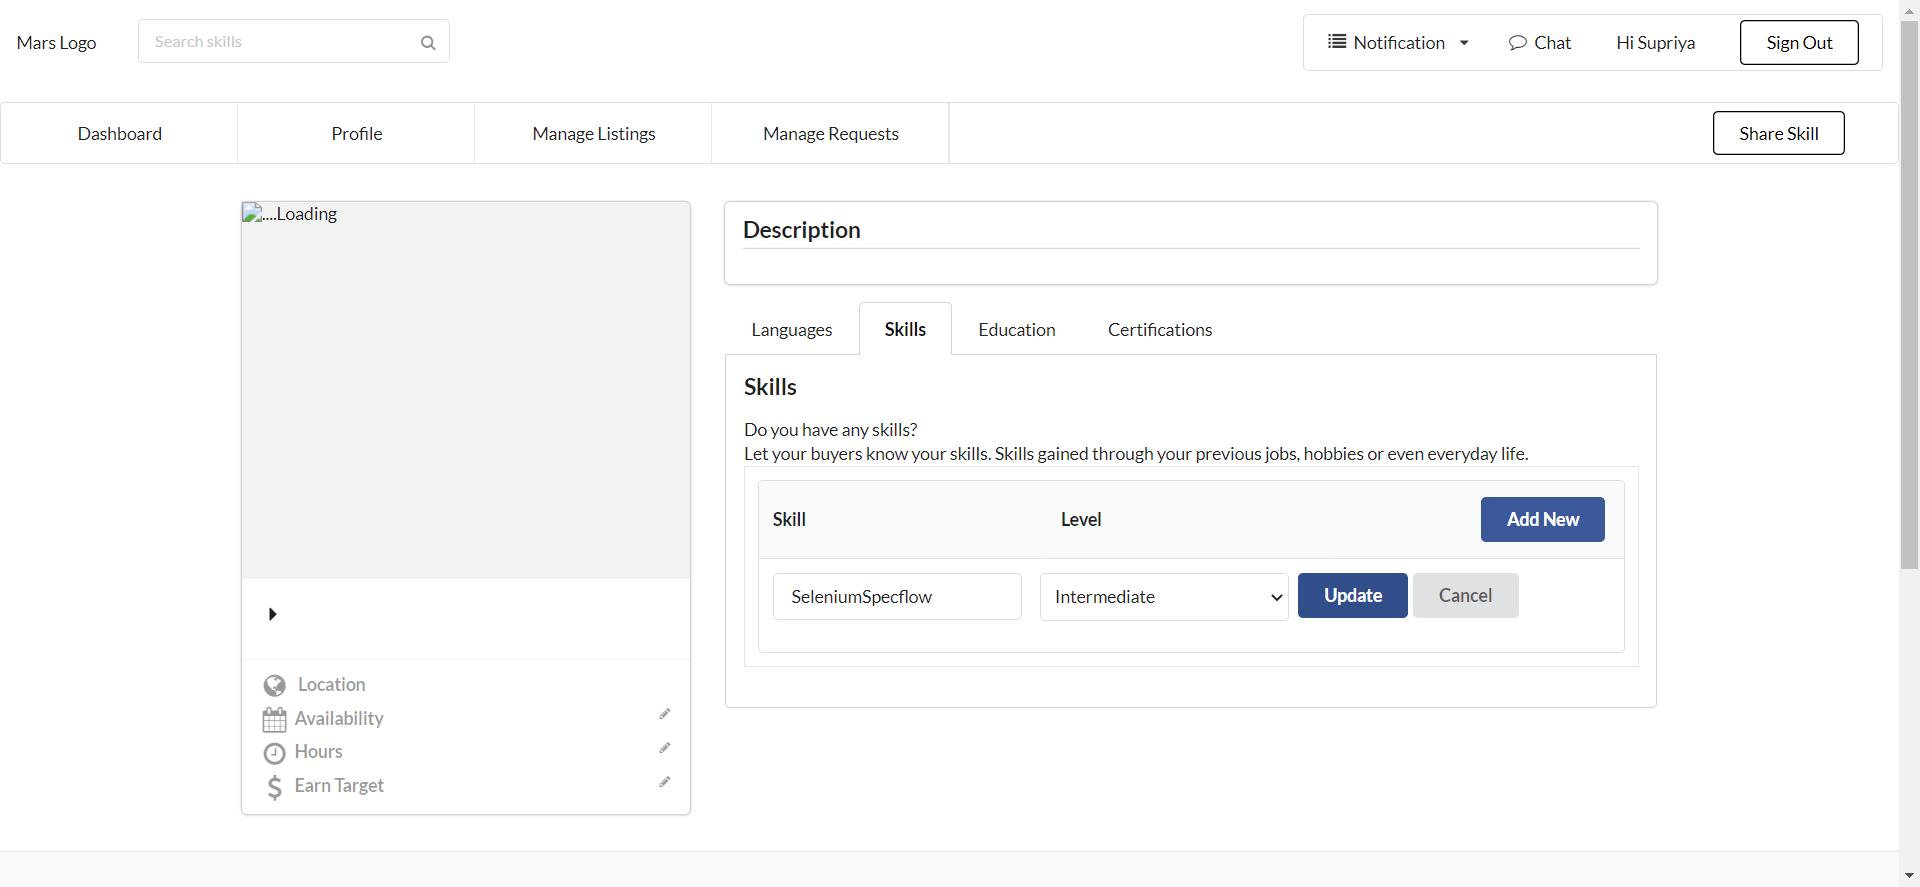 Mars Logo
Search skills
Notification
Chat
Hi Supriya
Sign Out
Dashboard
Profile
Manage Listings
Manage Requests
Share Skill
....Loading
Location
Availability
Hours
Earn Target
Description
Languages
Skills
Education
Certifications
Skills
Do you have any skills?
Let your buyers know your skills. Skills gained through your previous jobs, hobbies or even everyday life.
Skill
Level
Add New
SeleniumSpecflow
Intermediate
Update
Cancel